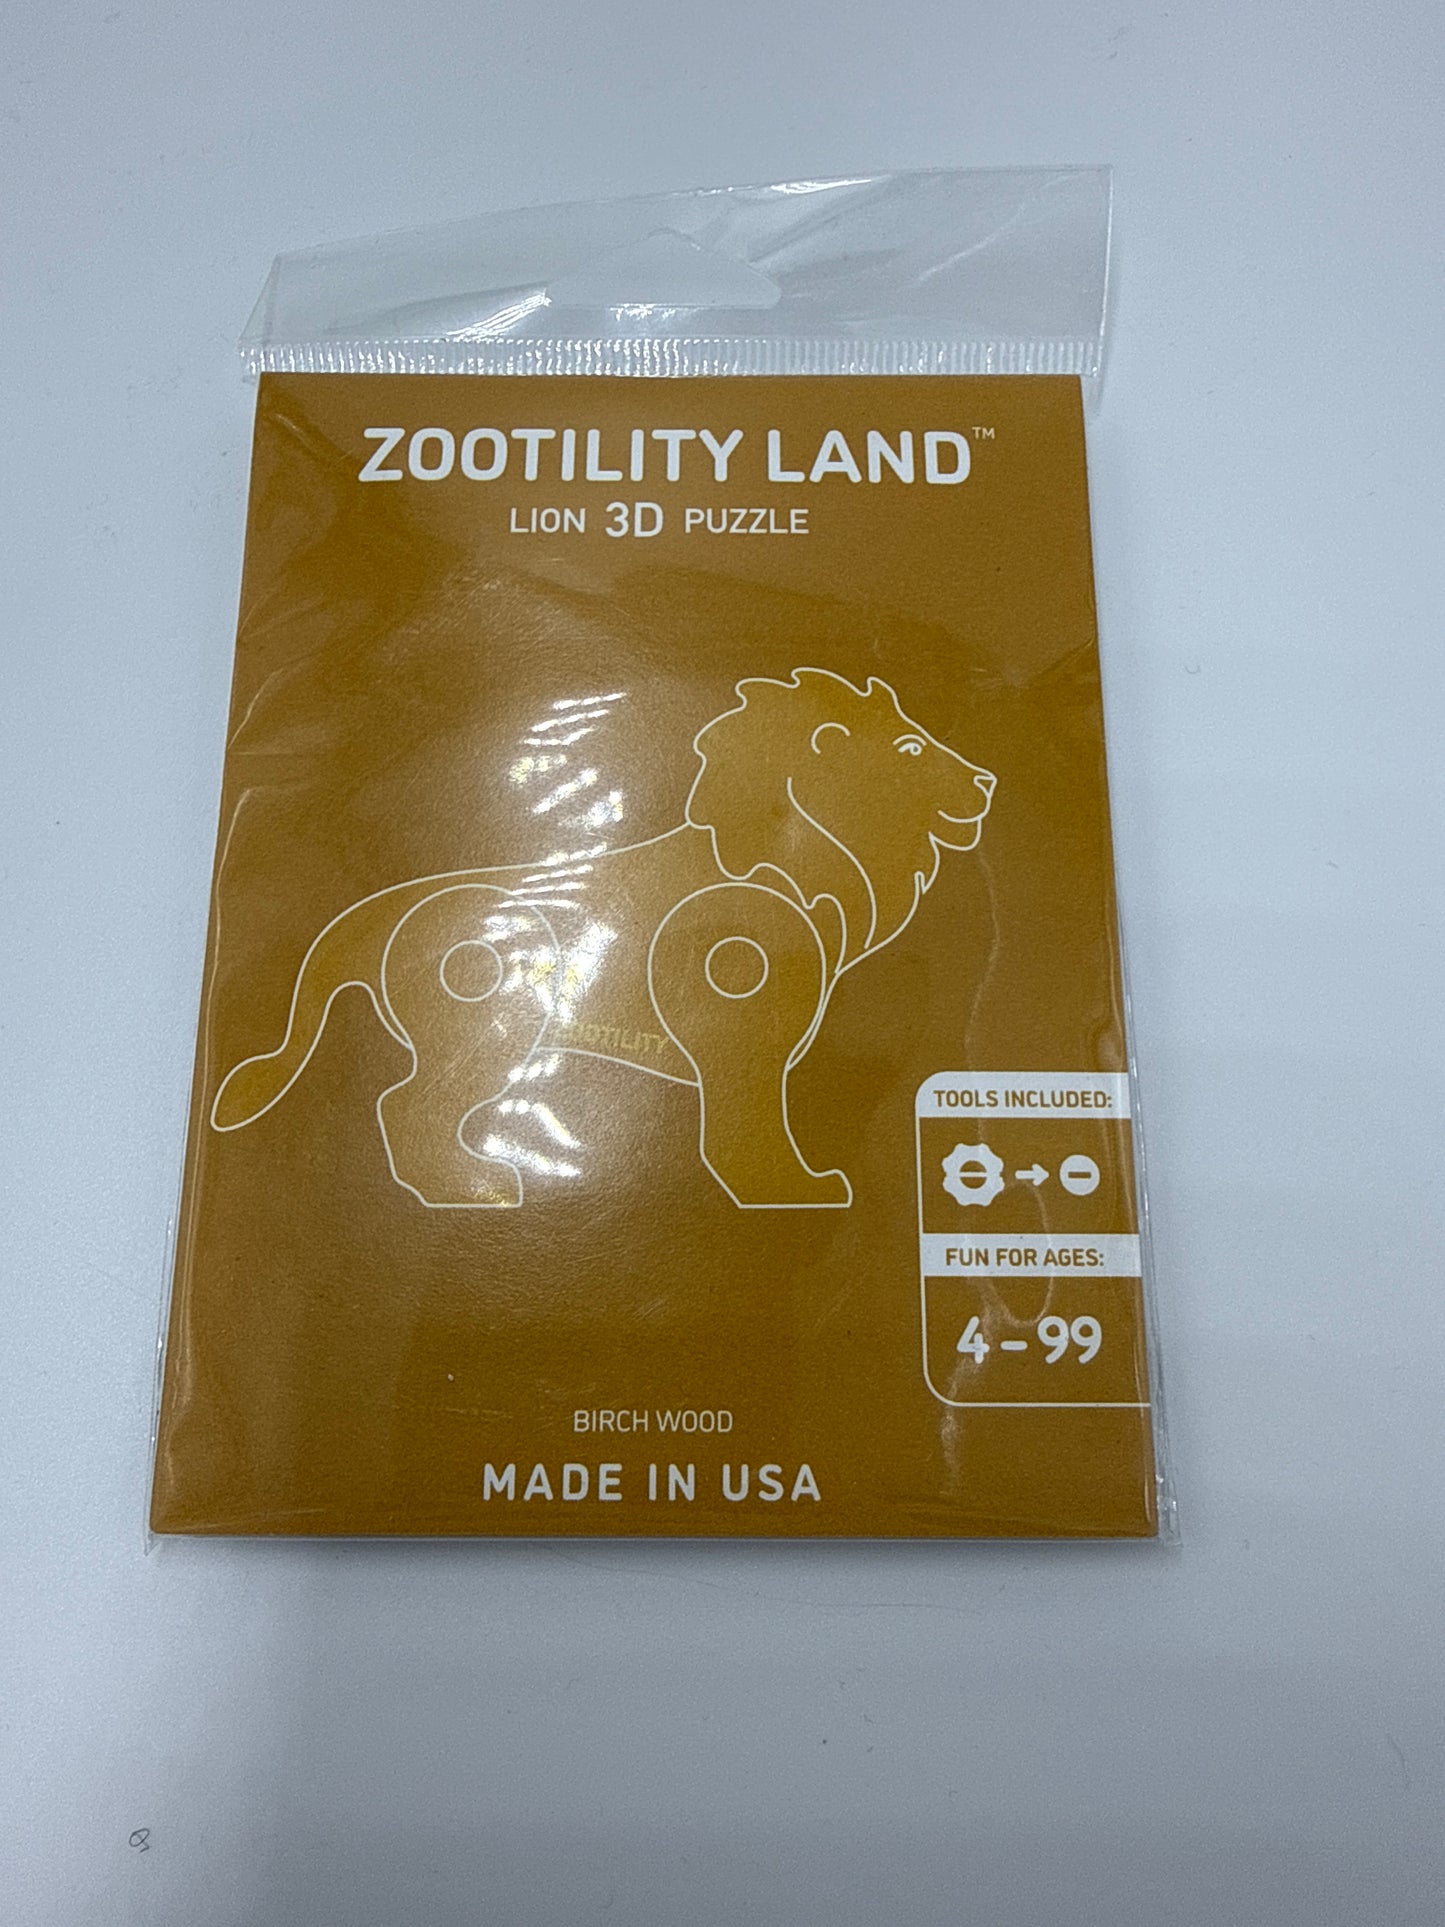 ZOOTILITY LAND™
LION 3D PUZZLE
ZOOTILITY
TOOLS INCLUDED:
FUN FOR AGES:
4 – 99
BIRCH WOOD
MADE IN USA